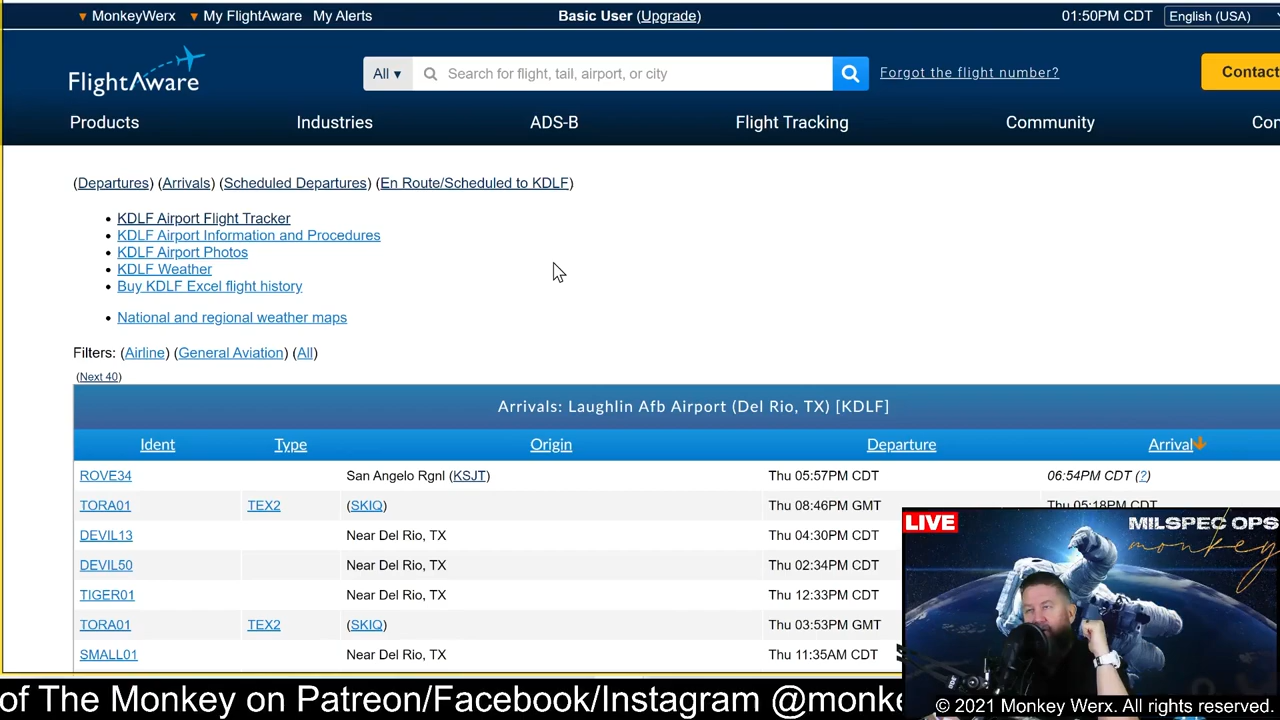 ▾ MonkeyWerx ▾ My FlightAware My Alerts Basic User (Upgrade) 01:50PM CDT English (USA)
FlightAware All ▾ Search for flight, tail, airport, or city Forgot the flight number? Contact
Products Industries ADS-B Flight Tracking Community
(Departures) (Arrivals) (Scheduled Departures) (En Route/Scheduled to KDLF)
• KDLF Airport Flight Tracker
• KDLF Airport Information and Procedures
• KDLF Airport Photos
• KDLF Weather
• Buy KDLF Excel flight history
• National and regional weather maps
Filters: (Airline) (General Aviation) (All)
(Next 40)
Arrivals: Laughlin Afb Airport (Del Rio, TX) [KDLF]
Ident Type Origin Departure Arrival
ROVE34 San Angelo Rgnl (KSJT) Thu 05:57PM CDT 06:54PM CDT (?)
TORA01 TEX2 (SKIQ) Thu 08:46PM GMT Thu 05:18PM CDT
DEVIL13 Near Del Rio, TX Thu 04:30PM CDT
DEVIL50 Near Del Rio, TX Thu 02:34PM CDT
TIGER01 Near Del Rio, TX Thu 12:33PM CDT
TORA01 TEX2 (SKIQ) Thu 03:53PM GMT
SMALL01 Near Del Rio, TX Thu 11:35AM CDT
LIVE MILSPEC OPS
monkey
of The Monkey on Patreon/Facebook/Instagram @monke
© 2021 Monkey Werx. All rights reserved.